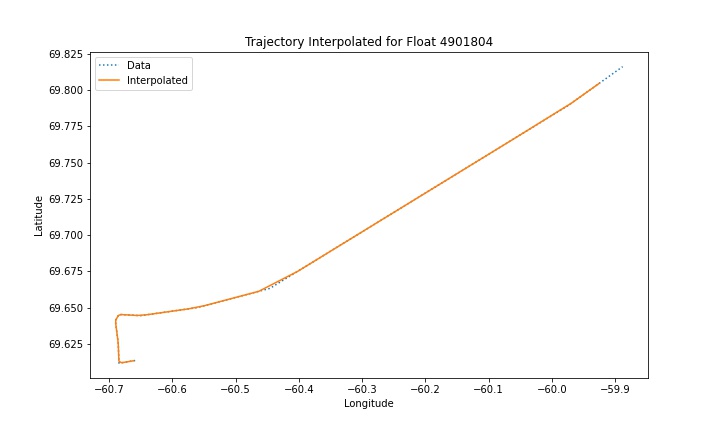 Trajectory Interpolated for Float 4901804
Data
Interpolated
69.825
69.800
69.775
69.750
69.725
69.700
69.675
69.650
69.625
Latitude
−60.7 −60.6 −60.5 −60.4 −60.3 −60.2 −60.1 −60.0 −59.9
Longitude